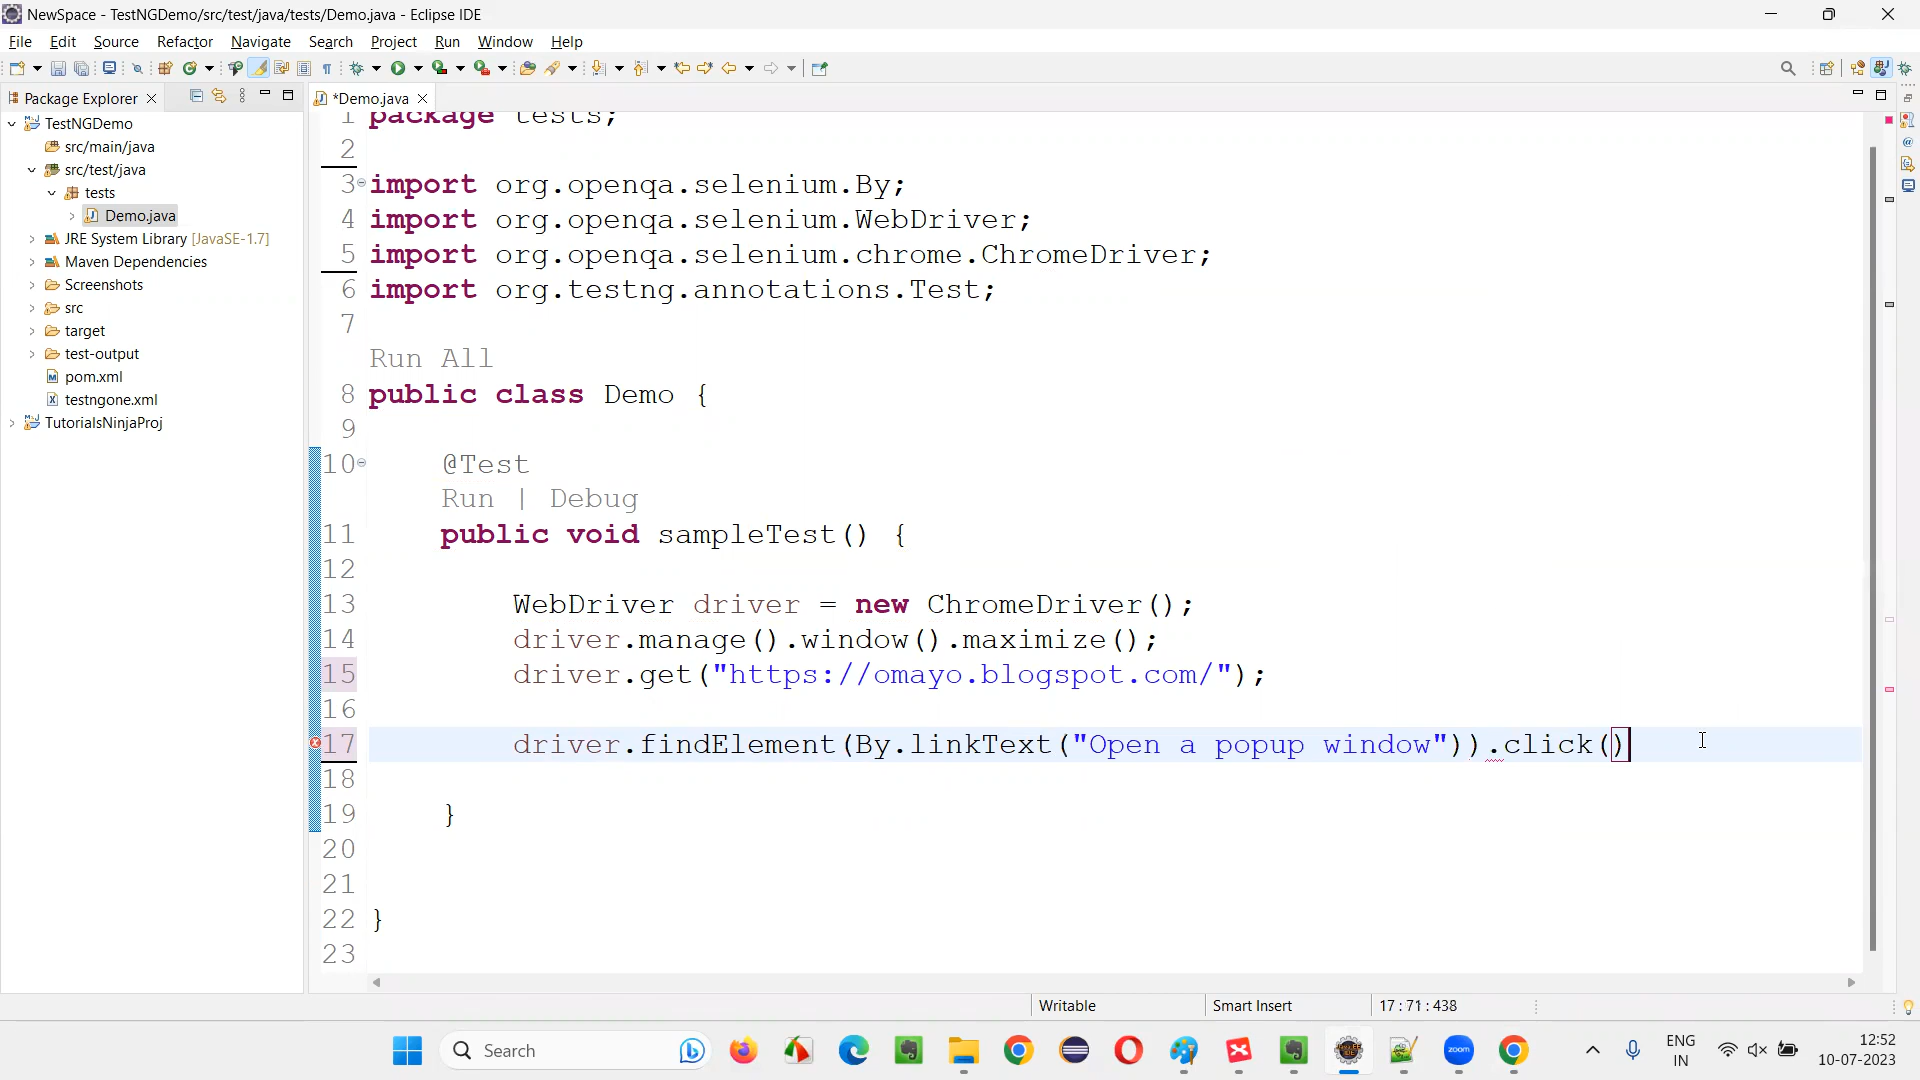 NewSpace - TestNGDemo/src/test/java/tests/Demo.java - Eclipse IDE
File Edit Source Refactor Navigate Search Project Run Window Help
Package Explorer
*Demo.java
TestNGDemo
src/main/java
src/test/java
tests
Demo.java
JRE System Library [JavaSE-1.7]
Maven Dependencies
Screenshots
src
target
test-output
pom.xml
testngone.xml
TutorialsNinjaProj
1 package tests;
2
3 import org.openqa.selenium.By;
4 import org.openqa.selenium.WebDriver;
5 import org.openqa.selenium.chrome.ChromeDriver;
6 import org.testng.annotations.Test;
7
Run All
8 public class Demo {
9
10 @Test
Run | Debug
11 public void sampleTest() {
12
13 WebDriver driver = new ChromeDriver();
14 driver.manage().window().maximize();
15 driver.get("https://omayo.blogspot.com/");
16
17 driver.findElement(By.linkText("Open a popup window")).click()
18
19 }
20
21
22 }
23
Writable Smart Insert 17 : 71 : 438
Search
zoom
ENG
IN
12:52
10-07-2023